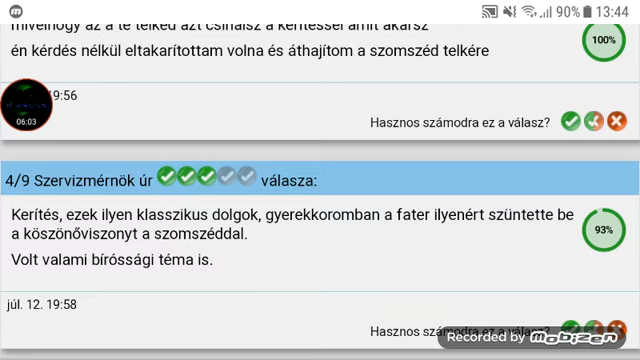 90% 13:44
mivelhogy az a te telked azt csinálsz a kerítéssel amit akarsz
én kérdés nélkül eltakarítottam volna és áthajítom a szomszéd telkére
100%
19:56
06:03
Hasznos számodra ez a válasz?
4/9 Szervizmérnök úr válasza:
Kerítés, ezek ilyen klasszikus dolgok, gyerekkoromban a fater ilyenért szüntette be
a köszönőviszonyt a szomszéddal.
93%
Volt valami bírósági téma is.
júl. 12. 19:58
Hasznos számodra ez a válasz?
Recorded by mobizen